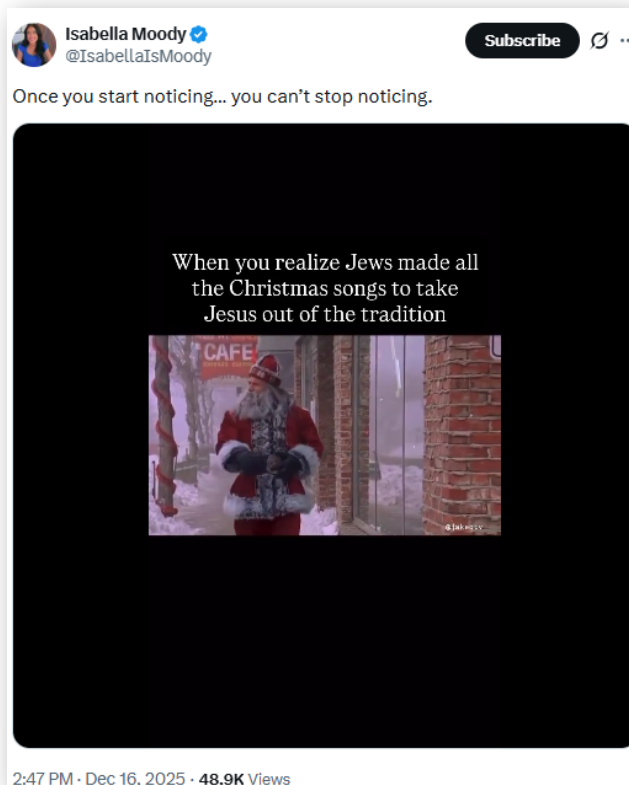 Isabella Moody
@IsabellaIsMoody
Subscribe
Once you start noticing... you can’t stop noticing.
When you realize Jews made all
the Christmas songs to take
Jesus out of the tradition
CAFE
2:47 PM · Dec 16, 2025 · 48.9K Views